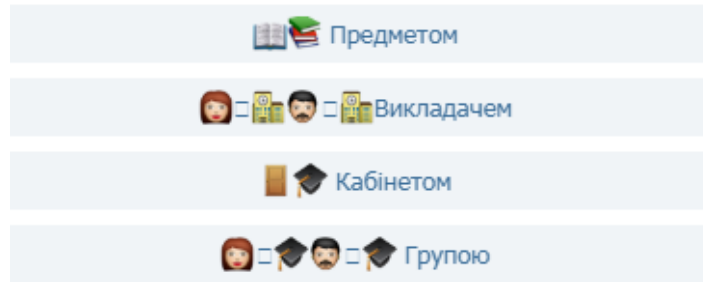 Предметом
Викладачем
Кабінетом
Групою